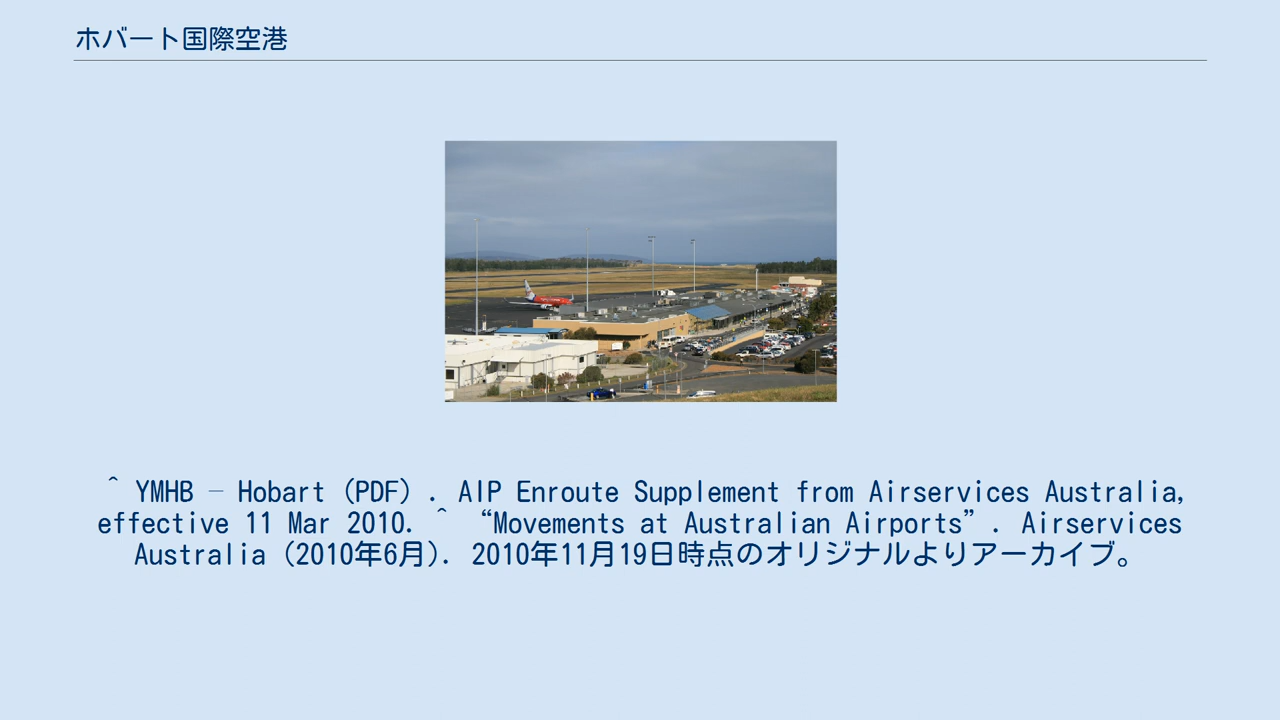 ホバート国際空港
^ YMHB – Hobart (PDF) . AIP Enroute Supplement from Airservices Australia,
effective 11 Mar 2010. ^ “Movements at Australian Airports”. Airservices
Australia (2010年6月). 2010年11月19日時点のオリジナルよりアーカイブ。